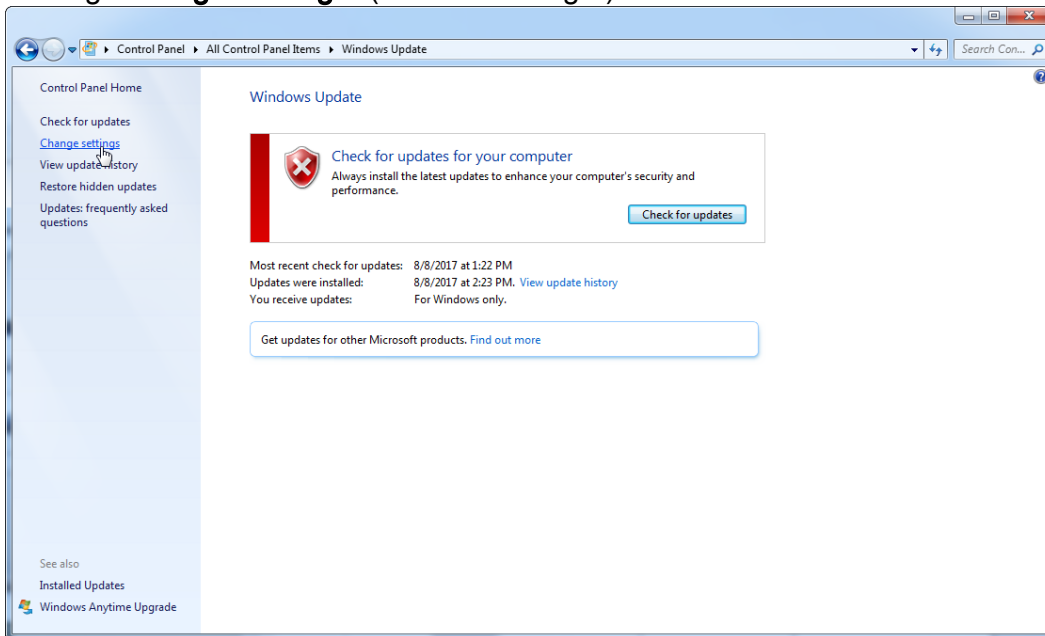 Control Panel ▸ All Control Panel Items ▸ Windows Update
Search Con...
Control Panel Home
Check for updates
Change settings
View update history
Restore hidden updates
Updates: frequently asked
questions
Windows Update
Check for updates for your computer
Always install the latest updates to enhance your computer's security and
performance.
Check for updates
Most recent check for updates: 8/8/2017 at 1:22 PM
Updates were installed: 8/8/2017 at 2:23 PM. View update history
You receive updates: For Windows only.
Get updates for other Microsoft products. Find out more
See also
Installed Updates
Windows Anytime Upgrade